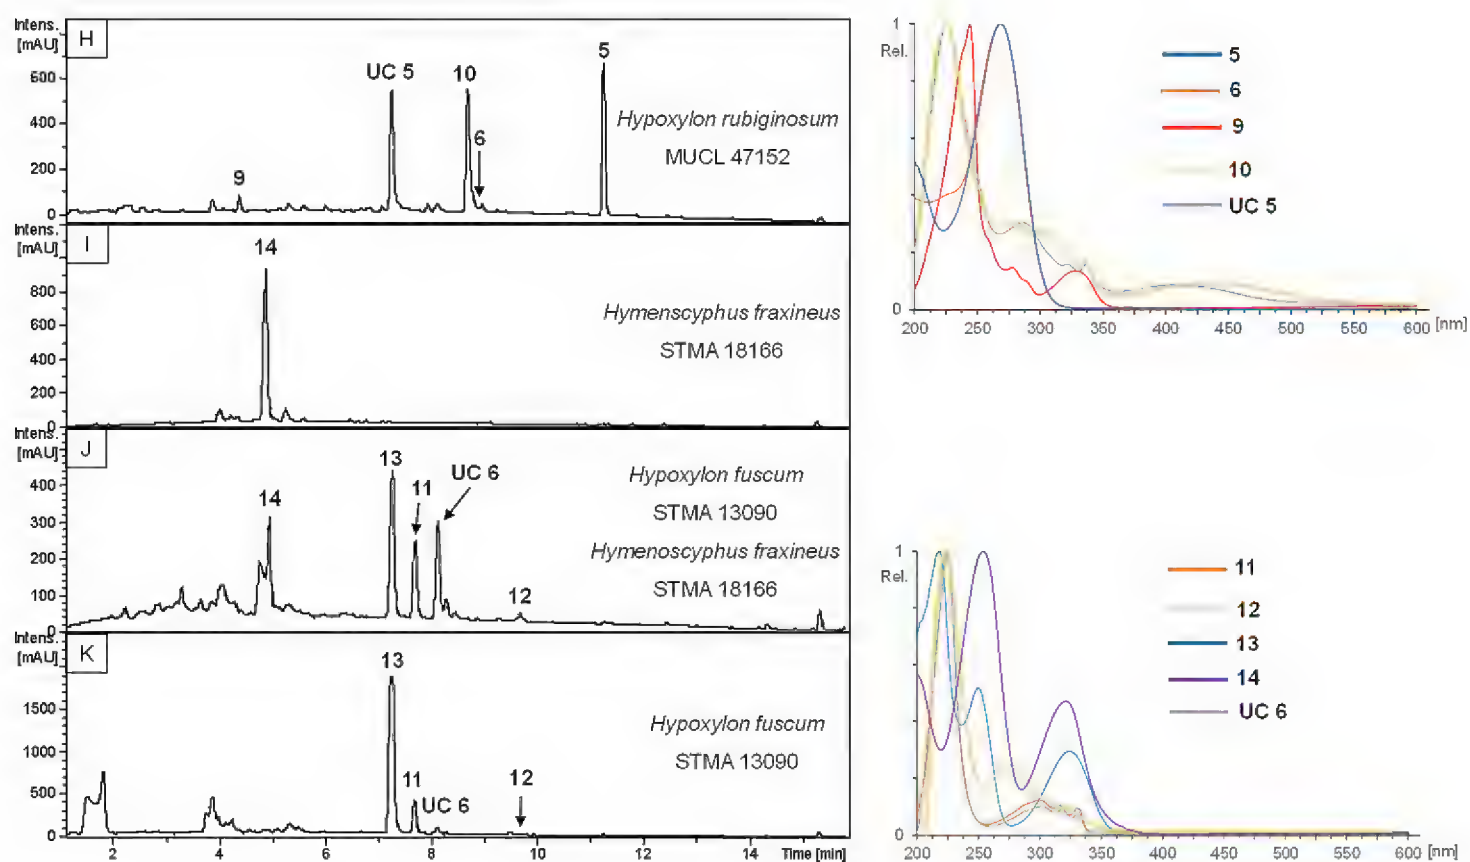 Intens.
[mAU]
H
600
400
200
0
9
UC 5
10
6
5
Hypoxylon rubiginosum
MUCL 47152
Intens.
[mAU]
I
800
600
400
200
0
14
Hymenscyphus fraxineus
STMA 18166
Intens.
[mAU]
J
400
300
200
100
0
14
13
11
UC 6
12
Hypoxylon fuscum
STMA 13090
Hymenoscyphus fraxineus
STMA 18166
Intens.
[mAU]
K
1500
1000
500
0
13
11
UC 6
12
Hypoxylon fuscum
STMA 13090
2 4 6 8 10 12 14 Time [min]
1
Rel.
0
200 250 300 350 400 450 500 550 600 [nm]
5
6
9
10
UC 5
1
Rel.
0
200 250 300 350 400 450 500 550 600 [nm]
11
12
13
14
UC 6